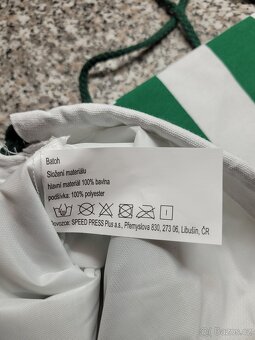 Batoh
Složení materiálu
hlavní materiál 100% bavlna
podšívka: 100% polyester
Dovozce: SPEED PRESS Plus a.s., Přemyslova 830, 273 06, Libušín, ČR